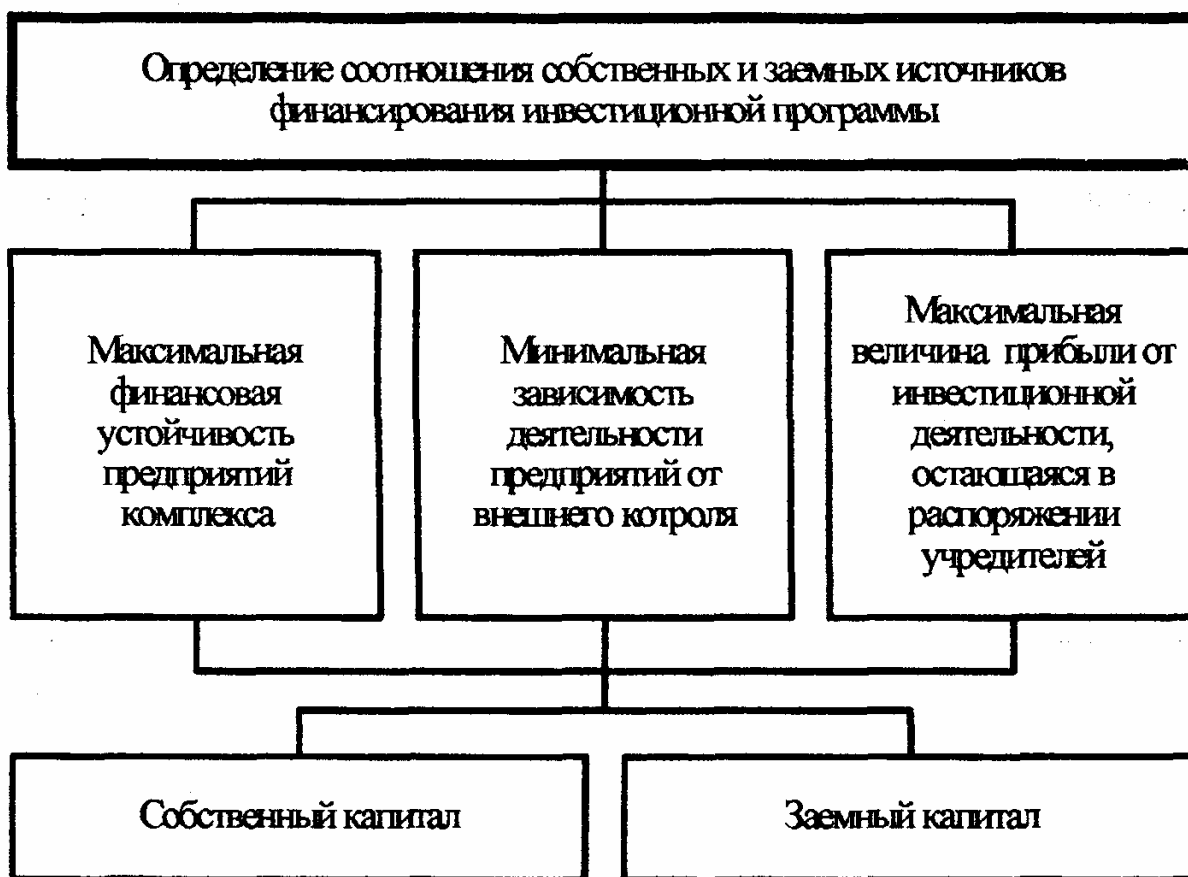 Определение соотношения собственных и заемных источников
финансирования инвестиционной программы
Максимальная
финансовая
устойчивость
предприятий
комплекса
Минимальная
зависимость
деятельности
предприятий от
внешнего котроля
Максимальная
величина прибыли от
инвестиционной
деятельности,
остающаяся в
распоряжении
учредителей
Собственный капитал
Заемный капитал